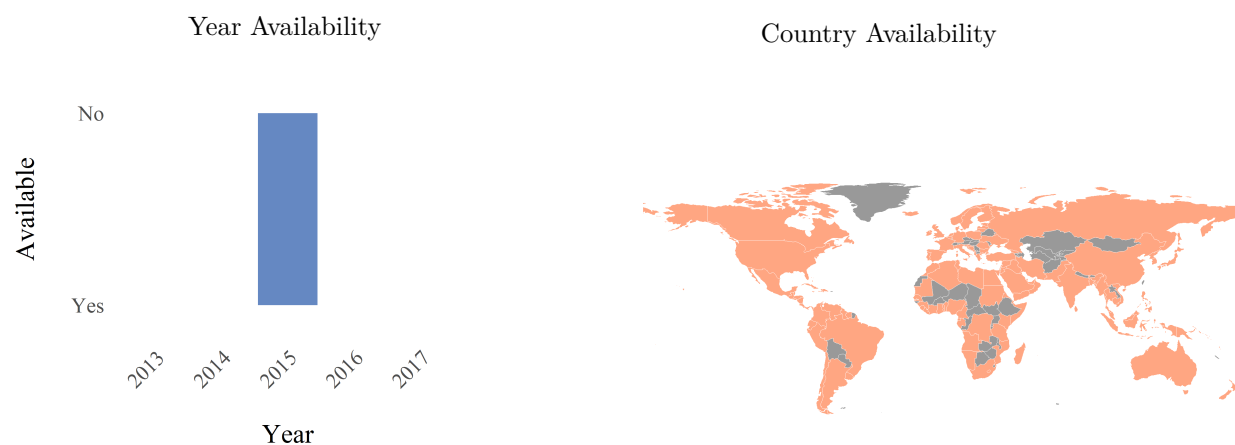 Year Availability
Country Availability
No
Available
Yes
2013
2014
2015
2016
2017
Year